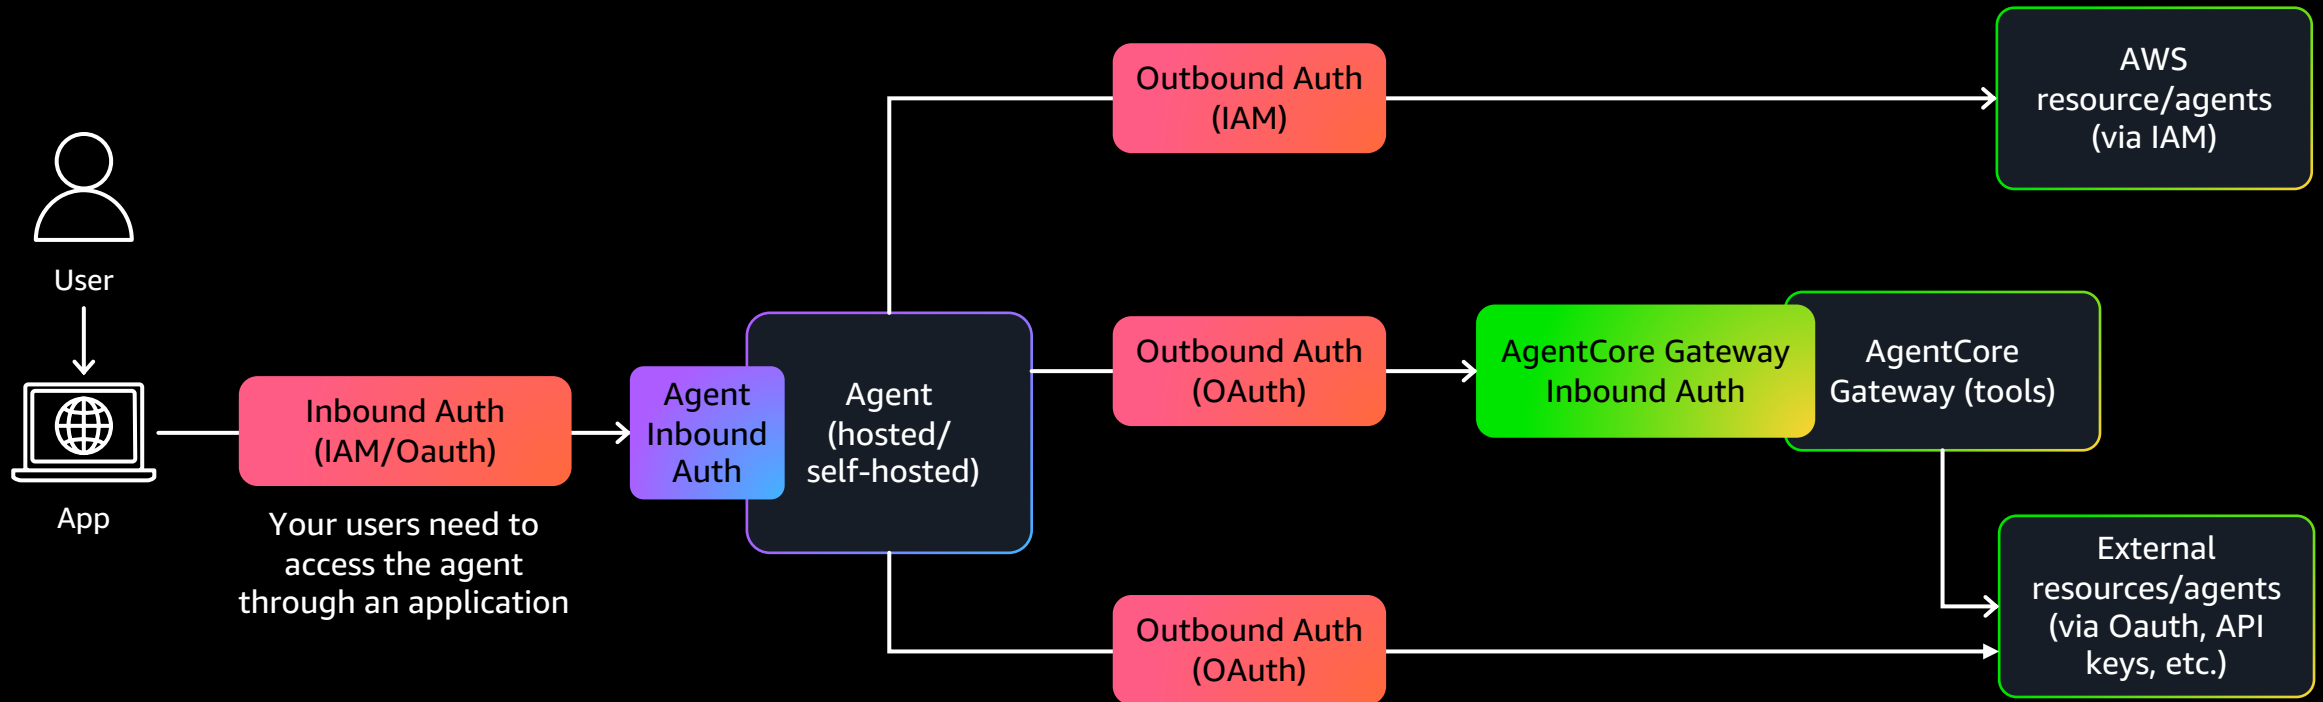 User
App
Inbound Auth
(IAM/Oauth)
Your users need to
access the agent
through an application
Agent
Inbound
Auth
Agent
(hosted/
self-hosted)
Outbound Auth
(IAM)
AWS
resource/agents
(via IAM)
Outbound Auth
(OAuth)
AgentCore Gateway
Inbound Auth
AgentCore
Gateway (tools)
Outbound Auth
(OAuth)
External
resources/agents
(via Oauth, API
keys, etc.)